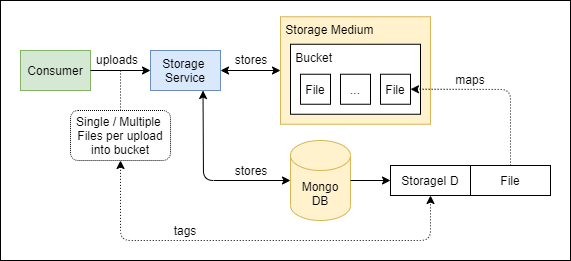 Storage Medium
Bucket
File
...
File
Consumer
uploads
Storage
Service
stores
maps
Single / Multiple
Files per upload
into bucket
stores
Mongo
DB
StorageI D
File
tags